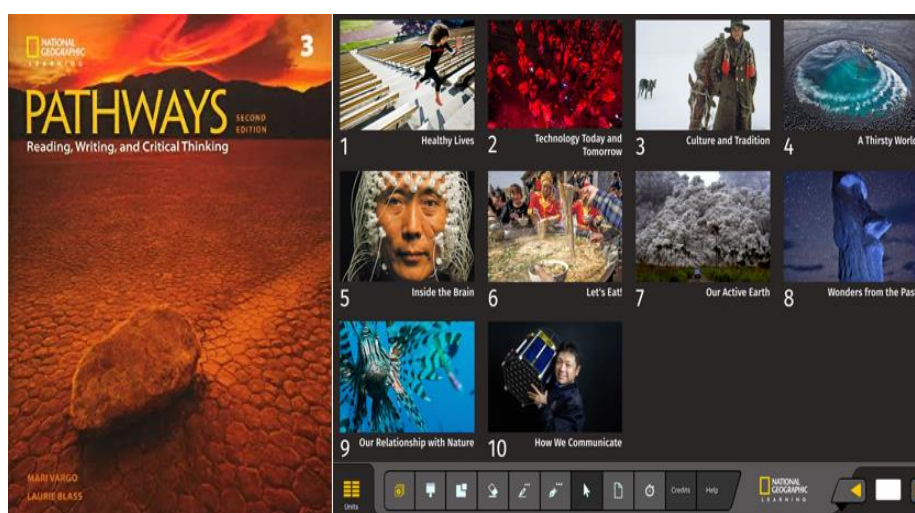 NATIONAL
GEOGRAPHIC
LEARNING
3
PATHWAYS
SECOND
EDITION
Reading, Writing, and Critical Thinking
MARI VARGO
LAURIE BLASS
1 Healthy Lives
2 Technology Today and
Tomorrow
3 Culture and Tradition
4 A Thirsty World
5 Inside the Brain
6 Let's Eat!
7 Our Active Earth
8 Wonders from the Past
9 Our Relationship with Nature
10 How We Communicate
Units
Credits
Help
NATIONAL
GEOGRAPHIC
LEARNING